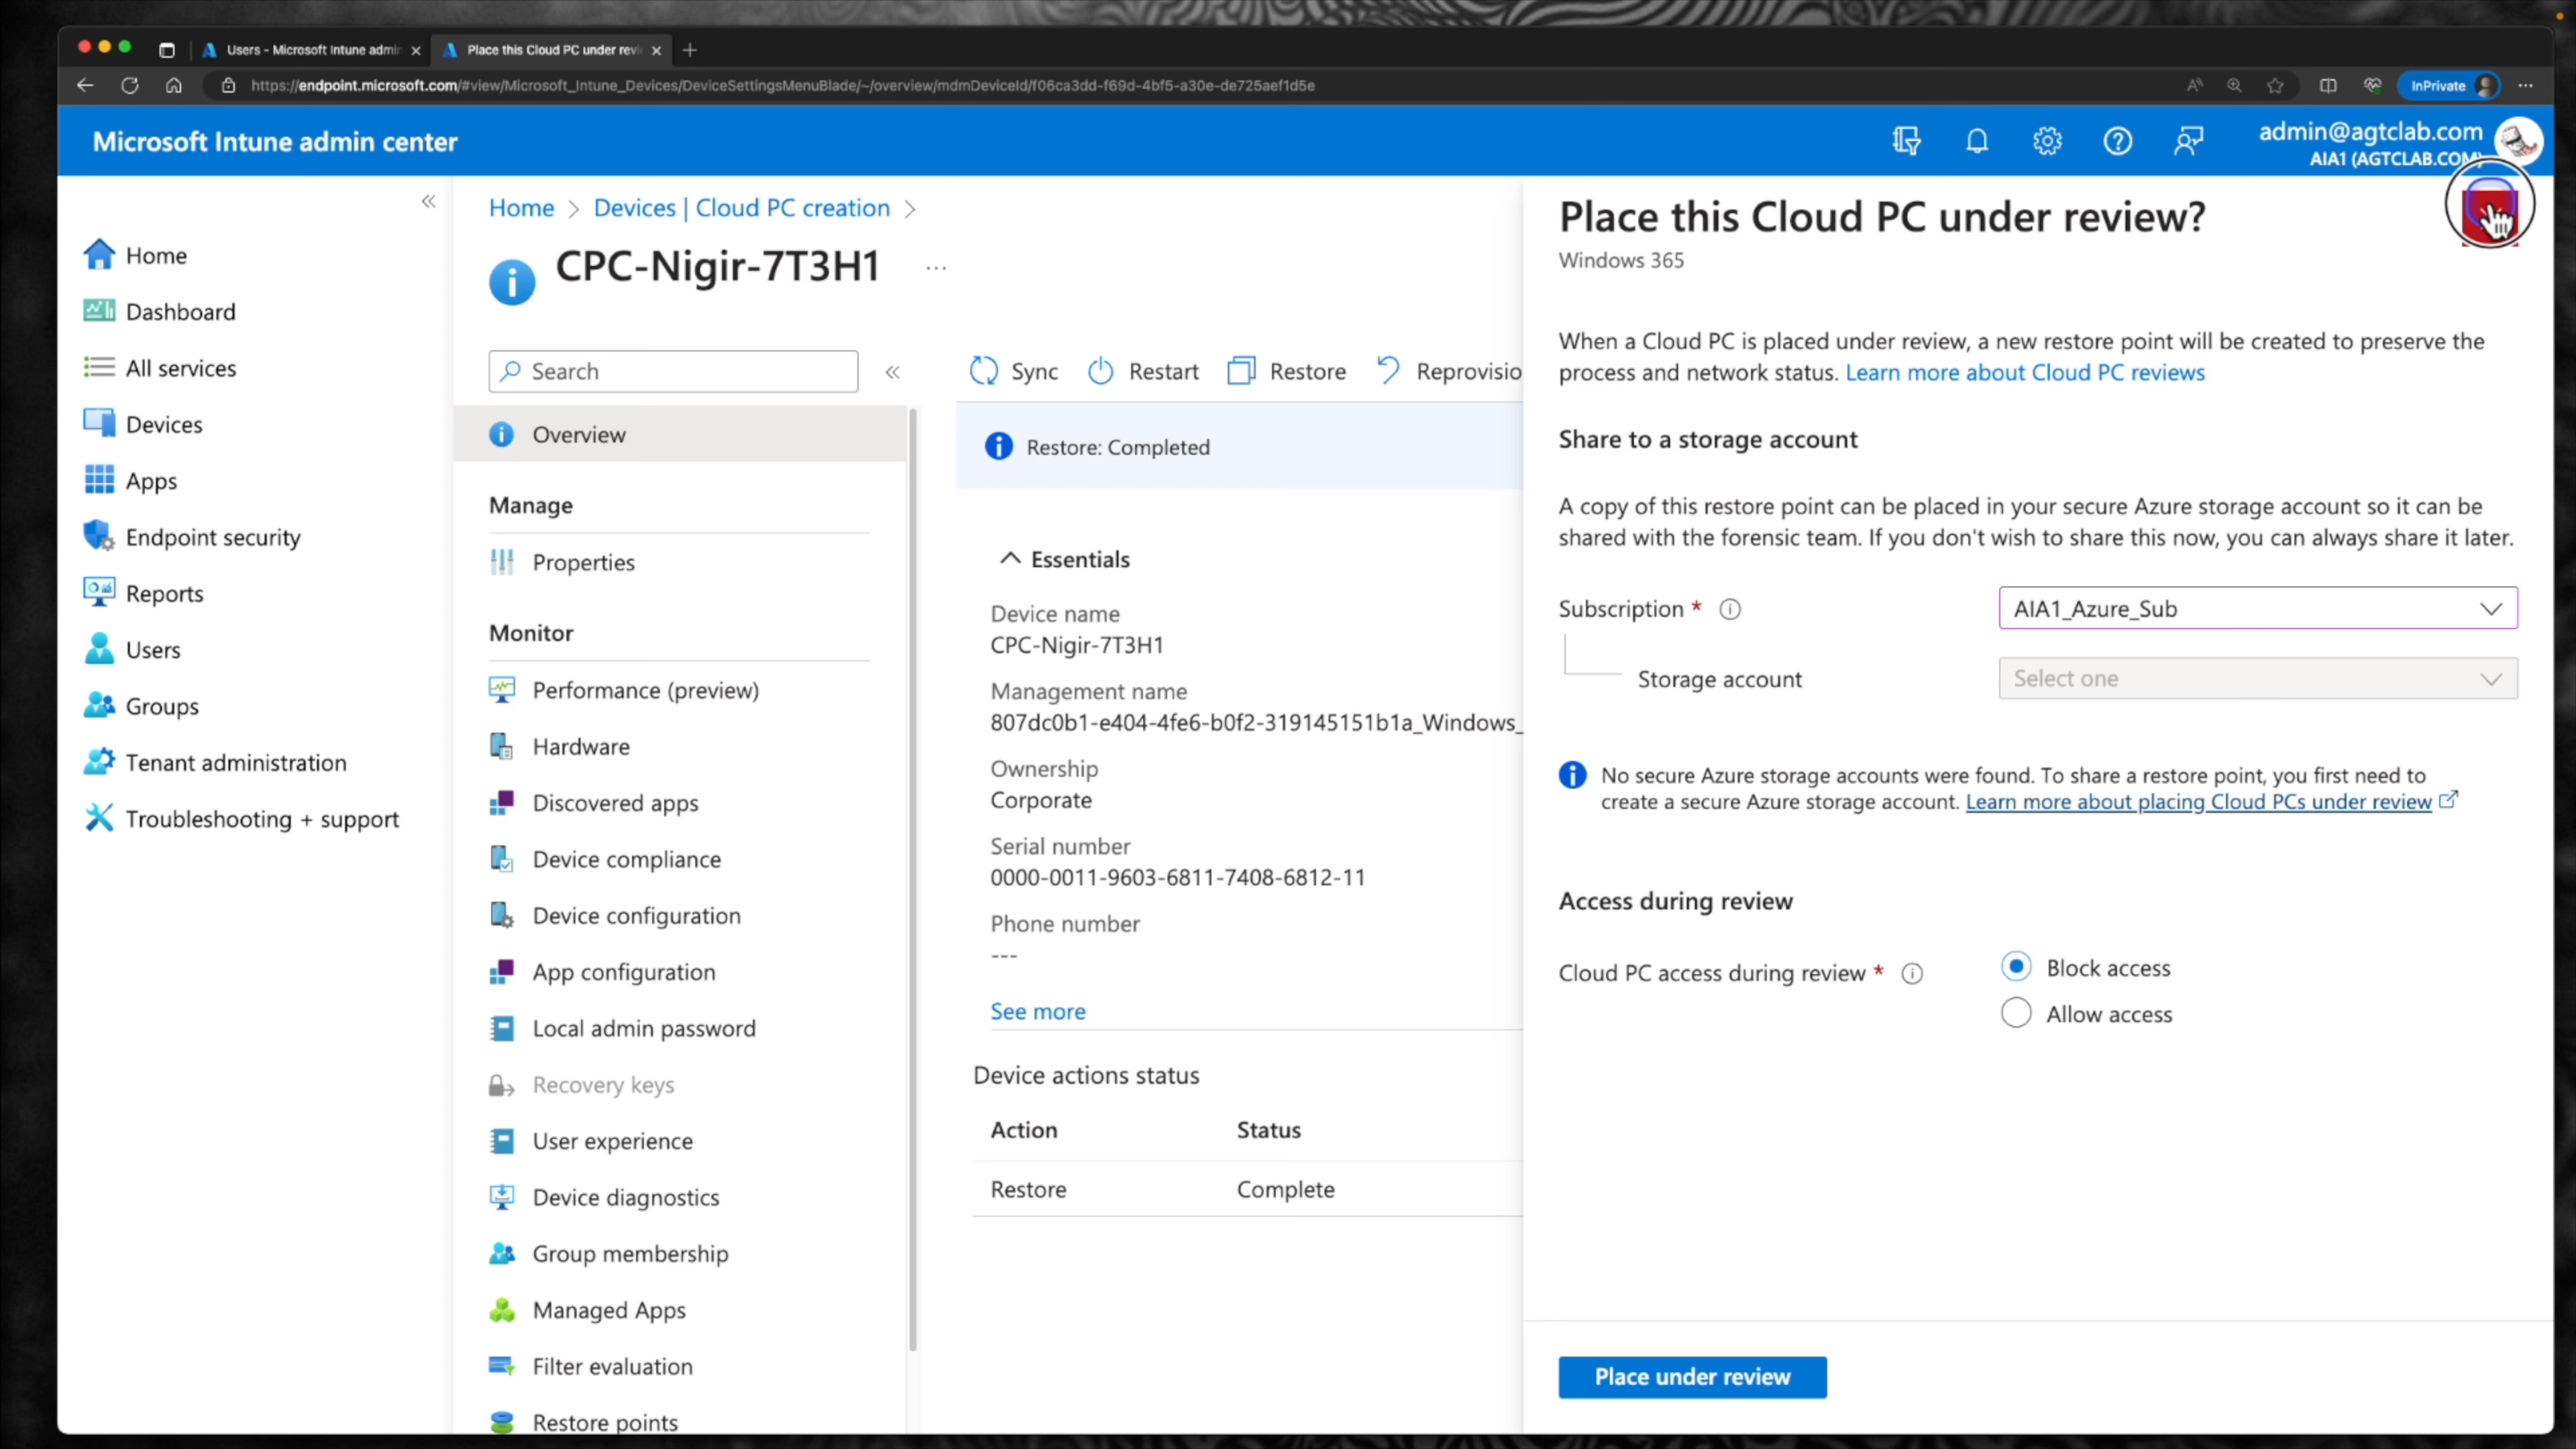 Users - Microsoft Intune admin
Place this Cloud PC under revi
https://endpoint.microsoft.com/#view/Microsoft_Intune_Devices/DeviceSettingsMenuBlade/~/overview/mdmDeviceId/f06ca3dd-f69d-4bf5-a30e-de725aef1d5e
InPrivate
Microsoft Intune admin center
admin@agtclab.com
AIA1 (AGTCLAB.COM)
Home
Dashboard
All services
Devices
Apps
Endpoint security
Reports
Users
Groups
Tenant administration
Troubleshooting + support
Home > Devices | Cloud PC creation >
CPC-Nigir-7T3H1
Search
Overview
Manage
Properties
Monitor
Performance (preview)
Hardware
Discovered apps
Device compliance
Device configuration
App configuration
Local admin password
Recovery keys
User experience
Device diagnostics
Group membership
Managed Apps
Filter evaluation
Restore points
Sync
Restart
Restore
Reprovisio
Restore: Completed
Essentials
Device name
CPC-Nigir-7T3H1
Management name
807dc0b1-e404-4fe6-b0f2-319145151b1a_Windows_
Ownership
Corporate
Serial number
0000-0011-9603-6811-7408-6812-11
Phone number
---
See more
Device actions status
Action Status
Restore Complete
Place this Cloud PC under review?
Windows 365
When a Cloud PC is placed under review, a new restore point will be created to preserve the
process and network status. Learn more about Cloud PC reviews
Share to a storage account
A copy of this restore point can be placed in your secure Azure storage account so it can be
shared with the forensic team. If you don't wish to share this now, you can always share it later.
Subscription *
AIA1_Azure_Sub
Storage account
Select one
No secure Azure storage accounts were found. To share a restore point, you first need to
create a secure Azure storage account. Learn more about placing Cloud PCs under review
Access during review
Cloud PC access during review *
Block access
Allow access
Place under review